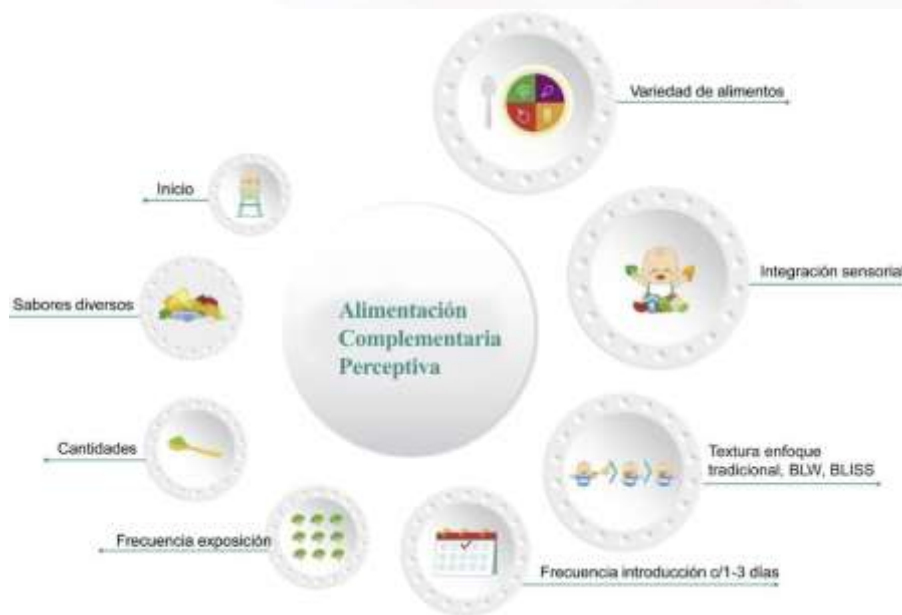 Variedad de alimentos
Inicio
Integración sensorial
Sabores diversos
Alimentación
Complementaria
Perceptiva
Cantidades
Textura enfoque
tradicional, BLW, BLISS
Frecuencia exposición
Frecuencia introducción c/1-3 días